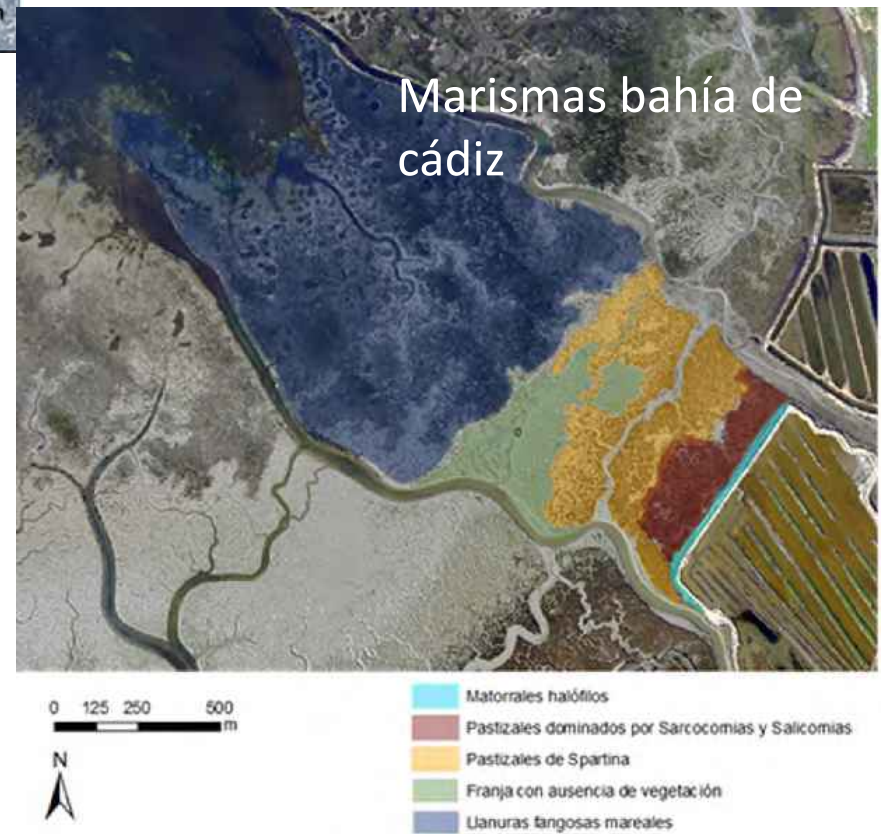 Marismas bahía de
cádiz
0 125 250 500
m
N
Matorrales halófilos
Pastizales dominados por Sarcocornias y Salicornias
Pastizales de Spartina
Franja con ausencia de vegetación
Llanuras fangosas mareales